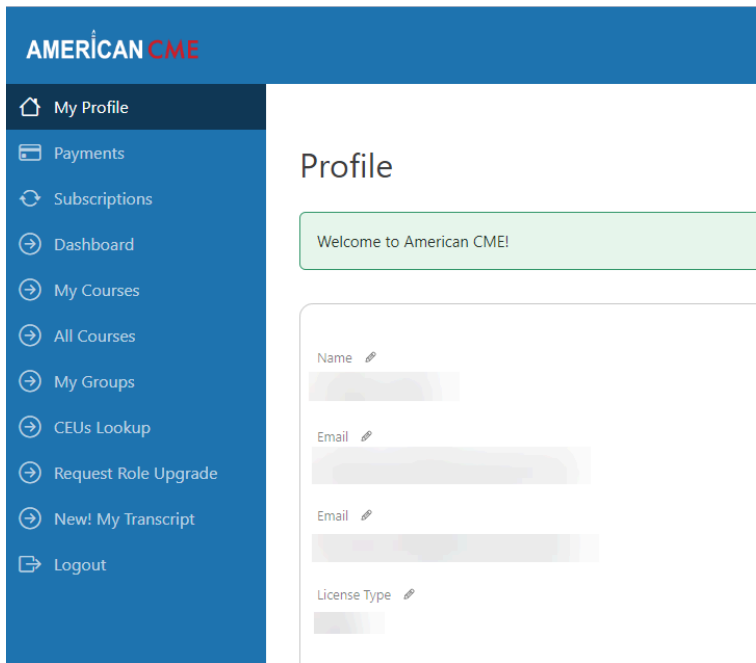 AMERICAN CME
My Profile
Payments
Subscriptions
Dashboard
My Courses
All Courses
My Groups
CEUs Lookup
Request Role Upgrade
New! My Transcript
Logout
Profile
Welcome to American CME!
Name
Email
Email
License Type